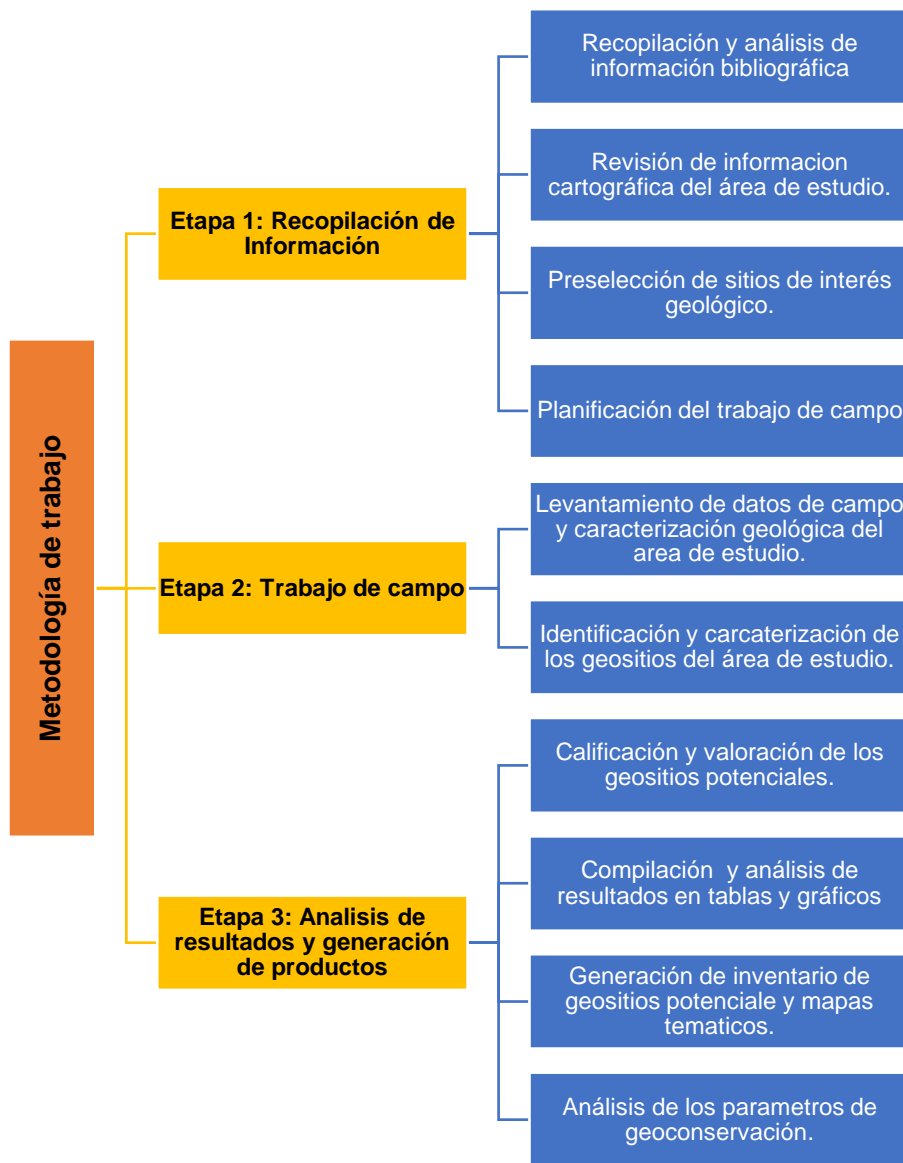 Metodología de trabajo
Etapa 1: Recopilación de
Información
Recopilación y análisis de
información bibliográfica
Revisión de informacion
cartográfica del área de estudio.
Preselección de sitios de interés
geológico.
Planificación del trabajo de campo
Etapa 2: Trabajo de campo
Levantamiento de datos de campo
y caracterización geológica del
area de estudio.
Identificación y carcaterización de
los geositios del área de estudio.
Etapa 3: Analisis de
resultados y generación
de productos
Calificación y valoración de los
geositios potenciales.
Compilación y análisis de
resultados en tablas y gráficos
Generación de inventario de
geositios potenciale y mapas
tematicos.
Análisis de los parametros de
geoconservación.